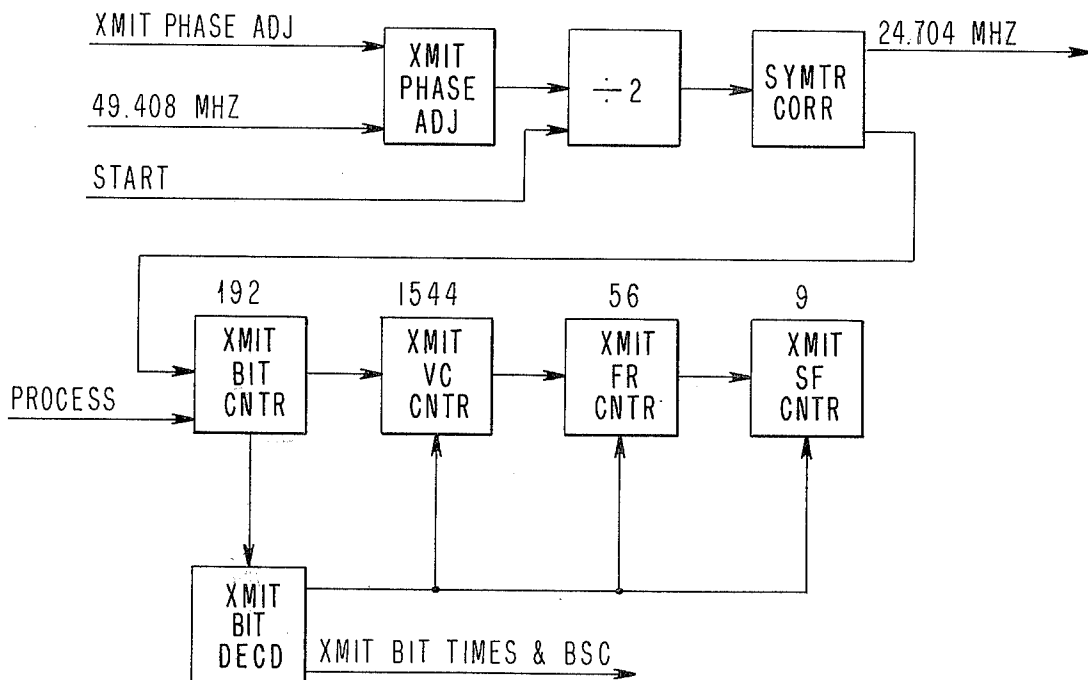 XMIT PHASE ADJ
49.408 MHZ
START
XMIT
PHASE
ADJ
÷2
SYMTR
CORR
24.704 MHZ
192
1544
56
9
PROCESS
XMIT
BIT
CNTR
XMIT
VC
CNTR
XMIT
FR
CNTR
XMIT
SF
CNTR
XMIT
BIT
DECD
XMIT BIT TIMES & BSC